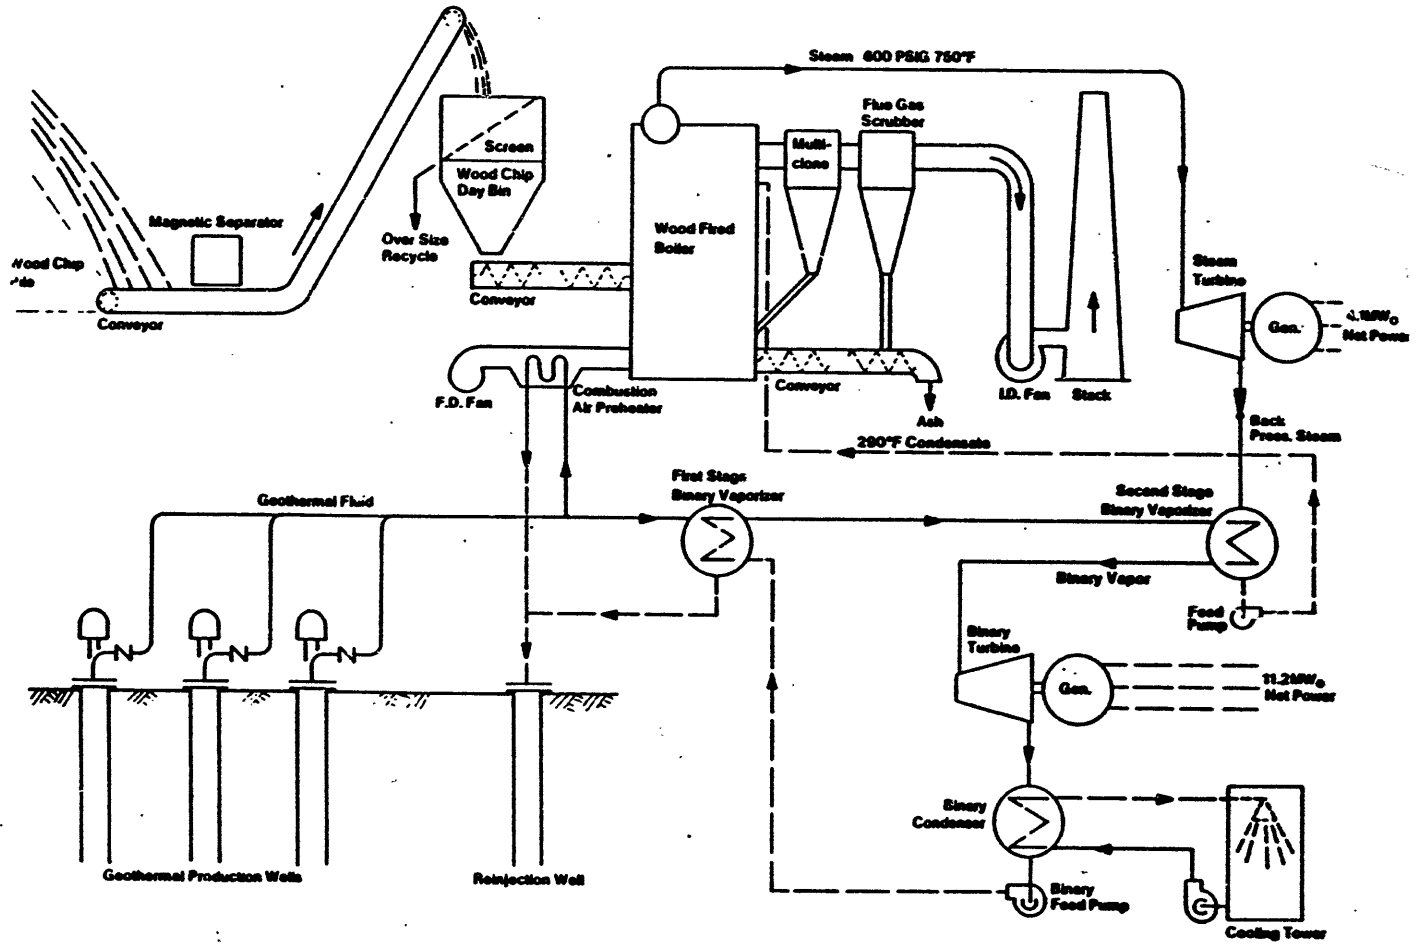 Steam 600 PSIG 750°F
Flue Gas
Scrubber
Multi-
clone
Screen
Wood Chip
Day Bin
Magnetic Separator
Over Size
Recycle
Wood Fired
Boiler
Wood Chip
Conveyor
Conveyor
Steam
Turbine
Gen.
Net Power
F.D. Fan
Combustion
Air Preheater
Conveyor
Ash
I.D. Fan
Stack
Back
Press. Steam
290°F Condensate
First Stage
Binary Vaporizer
Second Stage
Binary Vaporizer
Geothermal Fluid
Binary Vapor
Feed
Pump
Binary
Turbine
Gen.
11.2MWe
Net Power
Binary
Condenser
Geothermal Production Wells
Reinjection Well
Binary
Feed Pump
Cooling Tower